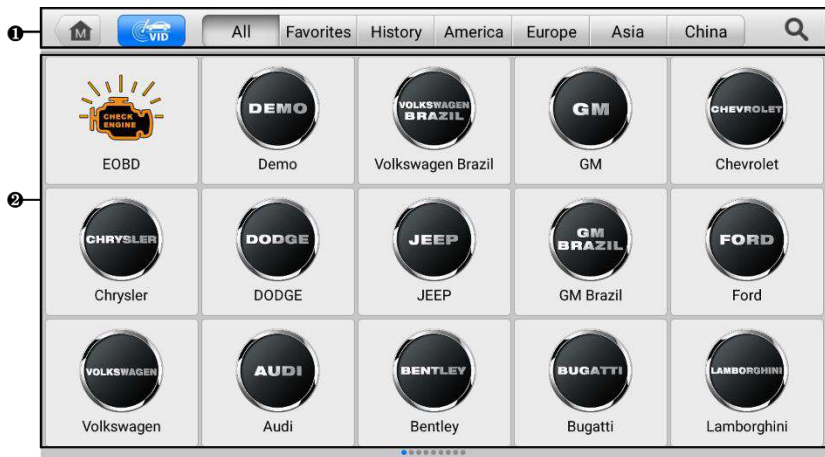 ❶
M VID All Favorites History America Europe Asia China
❷
CHECK
ENGINE
DEMO
VOLKSWAGEN
BRAZIL
GM
CHEVROLET
EOBD Demo Volkswagen Brazil GM Chevrolet
CHRYSLER
DODGE
JEEP
GM
BRAZIL
FORD
Chrysler DODGE JEEP GM Brazil Ford
VOLKSWAGEN
AUDI
BENTLEY
BUGATTI
LAMBORGHINI
Volkswagen Audi Bentley Bugatti Lamborghini